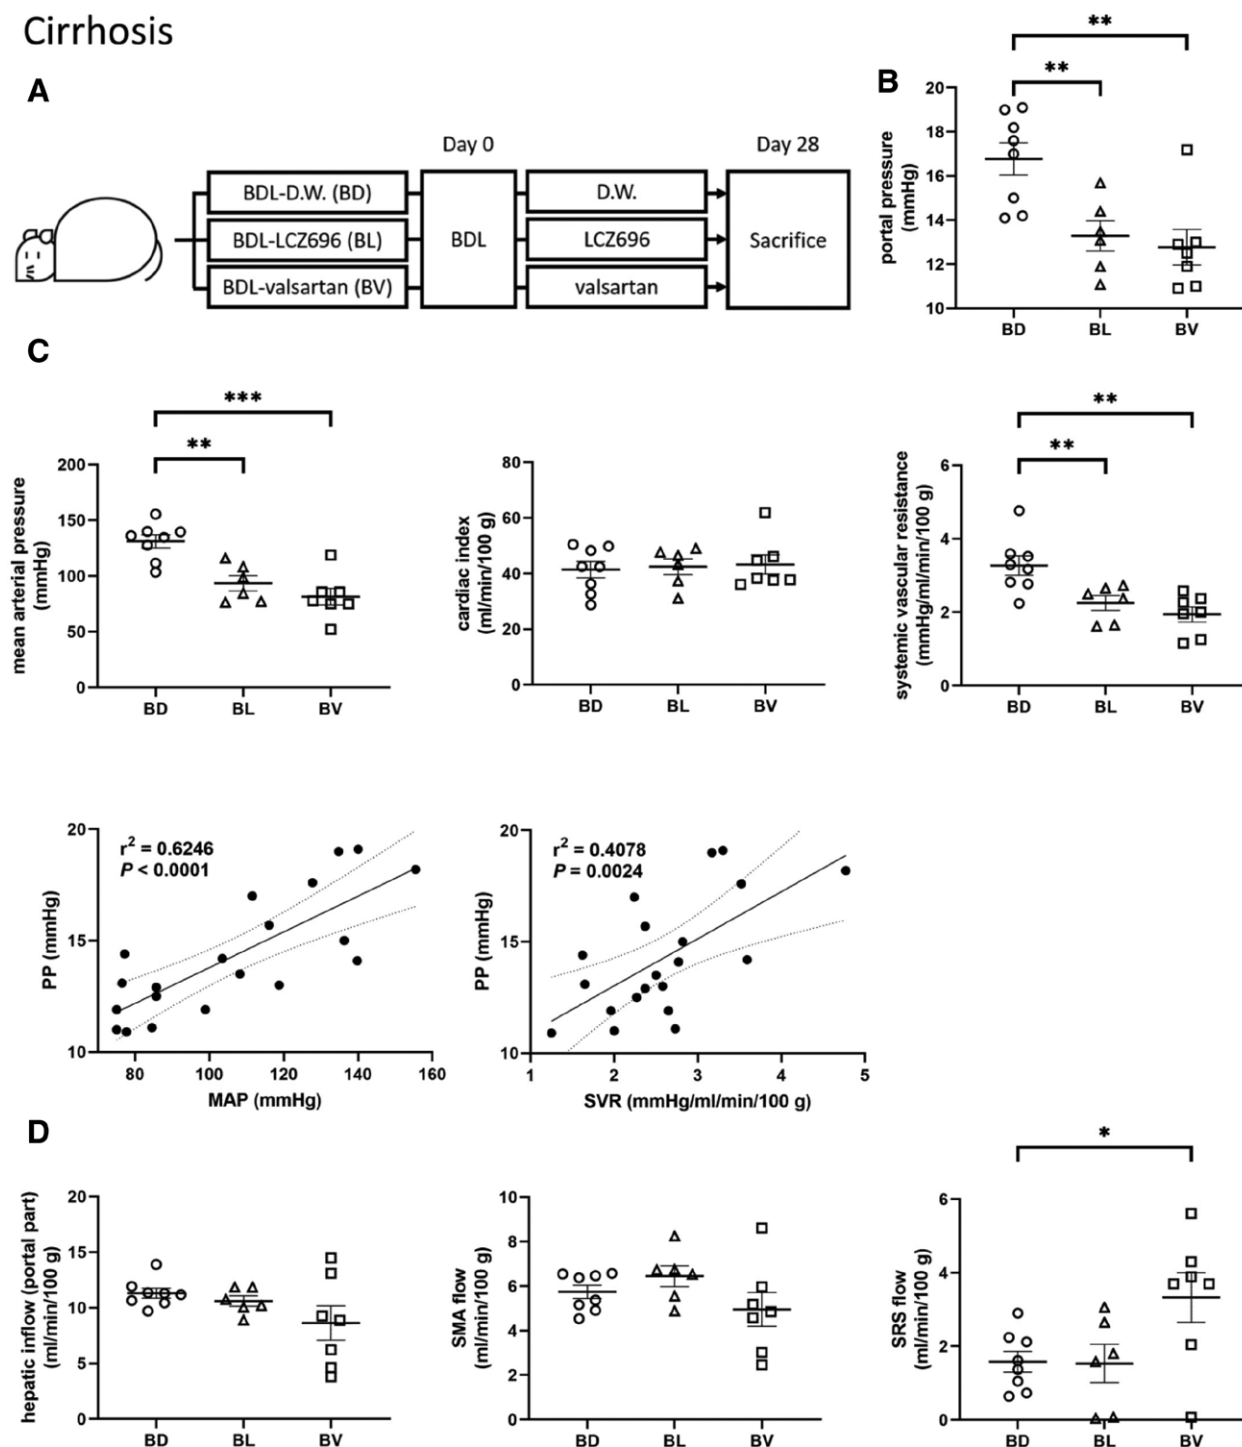 Cirrhosis
A
Day 0
Day 28
BDL-D.W. (BD)
BDL-LCZ696 (BL)
BDL-valsartan (BV)
BDL
D.W.
LCZ696
valsartan
Sacrifice
B
**
**
portal pressure
(mmHg)
20
18
16
14
12
10
BD BL BV
C
***
**
mean arterial pressure
(mmHg)
200
150
100
50
0
BD BL BV
cardiac index
(ml/min/100 g)
80
60
40
20
0
BD BL BV
**
**
systemic vascular resistance
(mmHg/ml/min/100 g)
6
4
2
0
BD BL BV
r2 = 0.6246
P < 0.0001
PP (mmHg)
20
15
10
80 100 120 140 160
MAP (mmHg)
r2 = 0.4078
P = 0.0024
PP (mmHg)
20
15
10
1 2 3 4 5
SVR (mmHg/ml/min/100 g)
D
hepatic inflow (portal part)
(ml/min/100 g)
20
15
10
5
0
BD BL BV
SMA flow
(ml/min/100 g)
10
8
6
4
2
0
BD BL BV
*
SRS flow
(ml/min/100 g)
6
4
2
0
BD BL BV